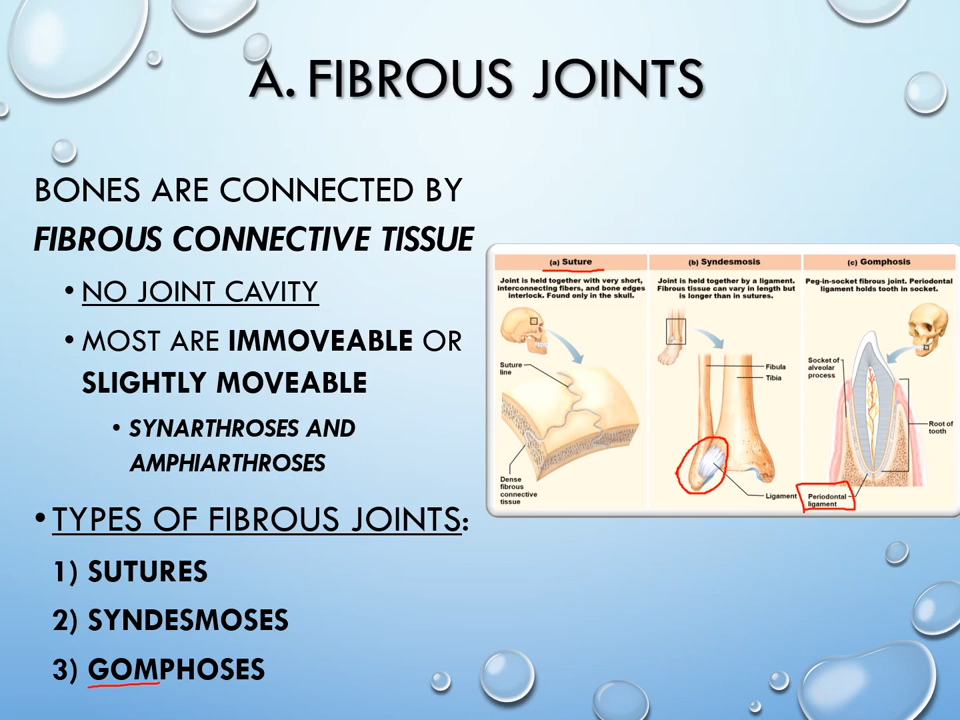 A. FIBROUS JOINTS
BONES ARE CONNECTED BY
FIBROUS CONNECTIVE TISSUE
• NO JOINT CAVITY
• MOST ARE IMMOVEABLE OR
SLIGHTLY MOVEABLE
• SYNARTHROSES AND
AMPHIARTHROSES
• TYPES OF FIBROUS JOINTS:
1) SUTURES
2) SYNDESMOSES
3) GOMPHOSES
(a) Suture
Joint is held together with very short,
interconnecting fibers, and bone edges
interlock. Found only in the skull.
Suture
line
Dense
fibrous
connective
tissue
(b) Syndesmosis
Joint is held together by a ligament.
Fibrous tissue can vary in length but
is longer than in sutures.
Fibula
Tibia
Ligament
(c) Gomphosis
Peg-in-socket fibrous joint. Periodontal
ligament holds tooth in socket.
Socket of
alveolar
process
Root of
tooth
Periodontal
ligament